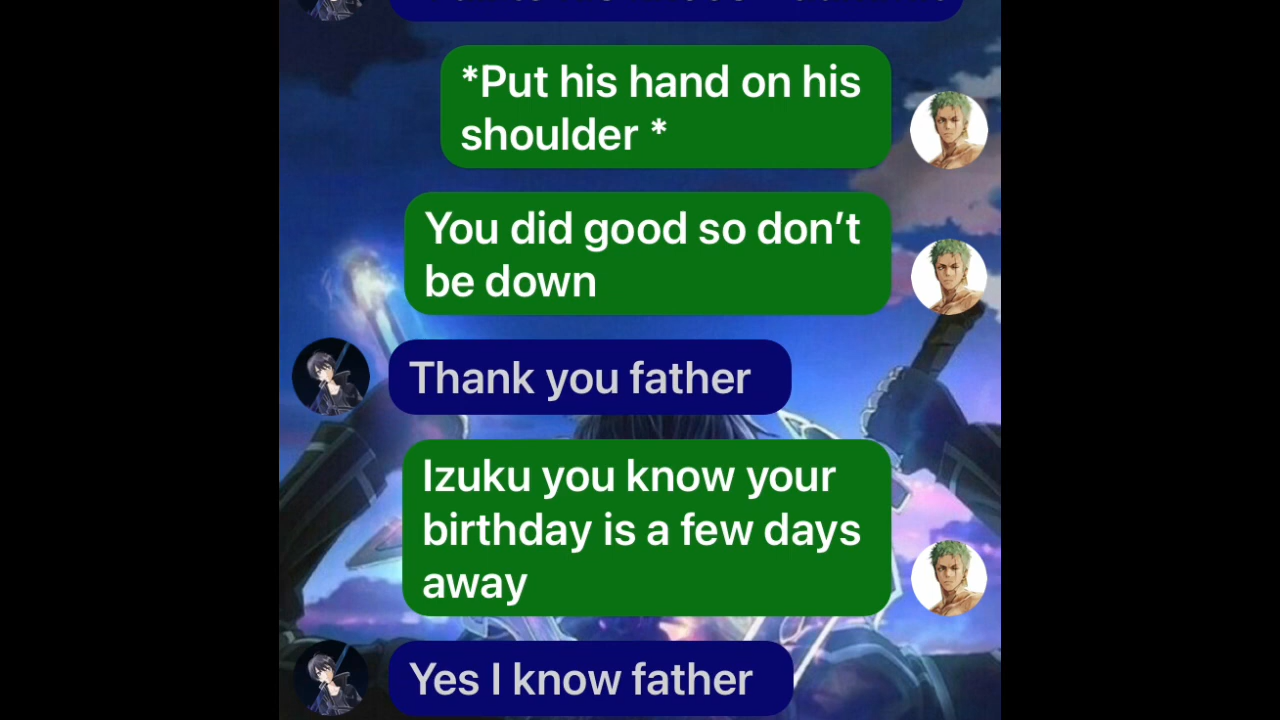 *Put his hand on his
shoulder *
You did good so don’t
be down
Thank you father
Izuku you know your
birthday is a few days
away
Yes I know father